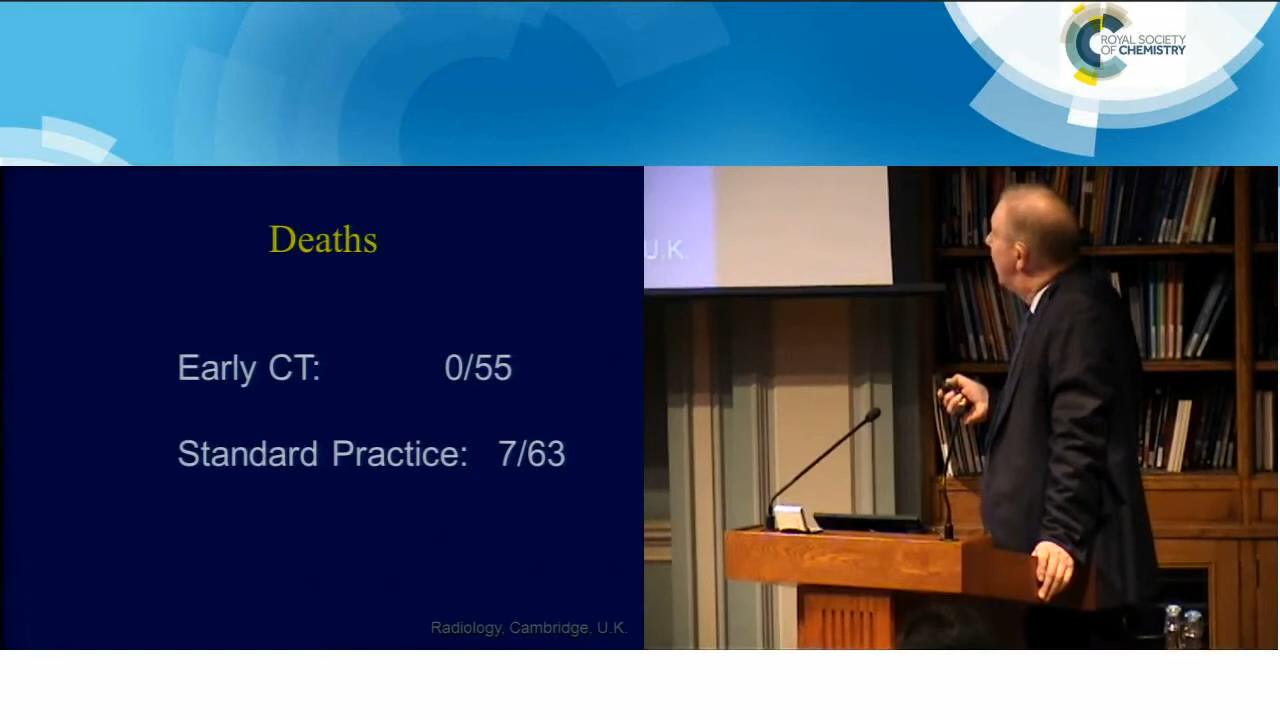 ROYAL SOCIETY
OF CHEMISTRY
Deaths
Early CT: 0/55
Standard Practice: 7/63
Radiology, Cambridge, U.K.
U.K.